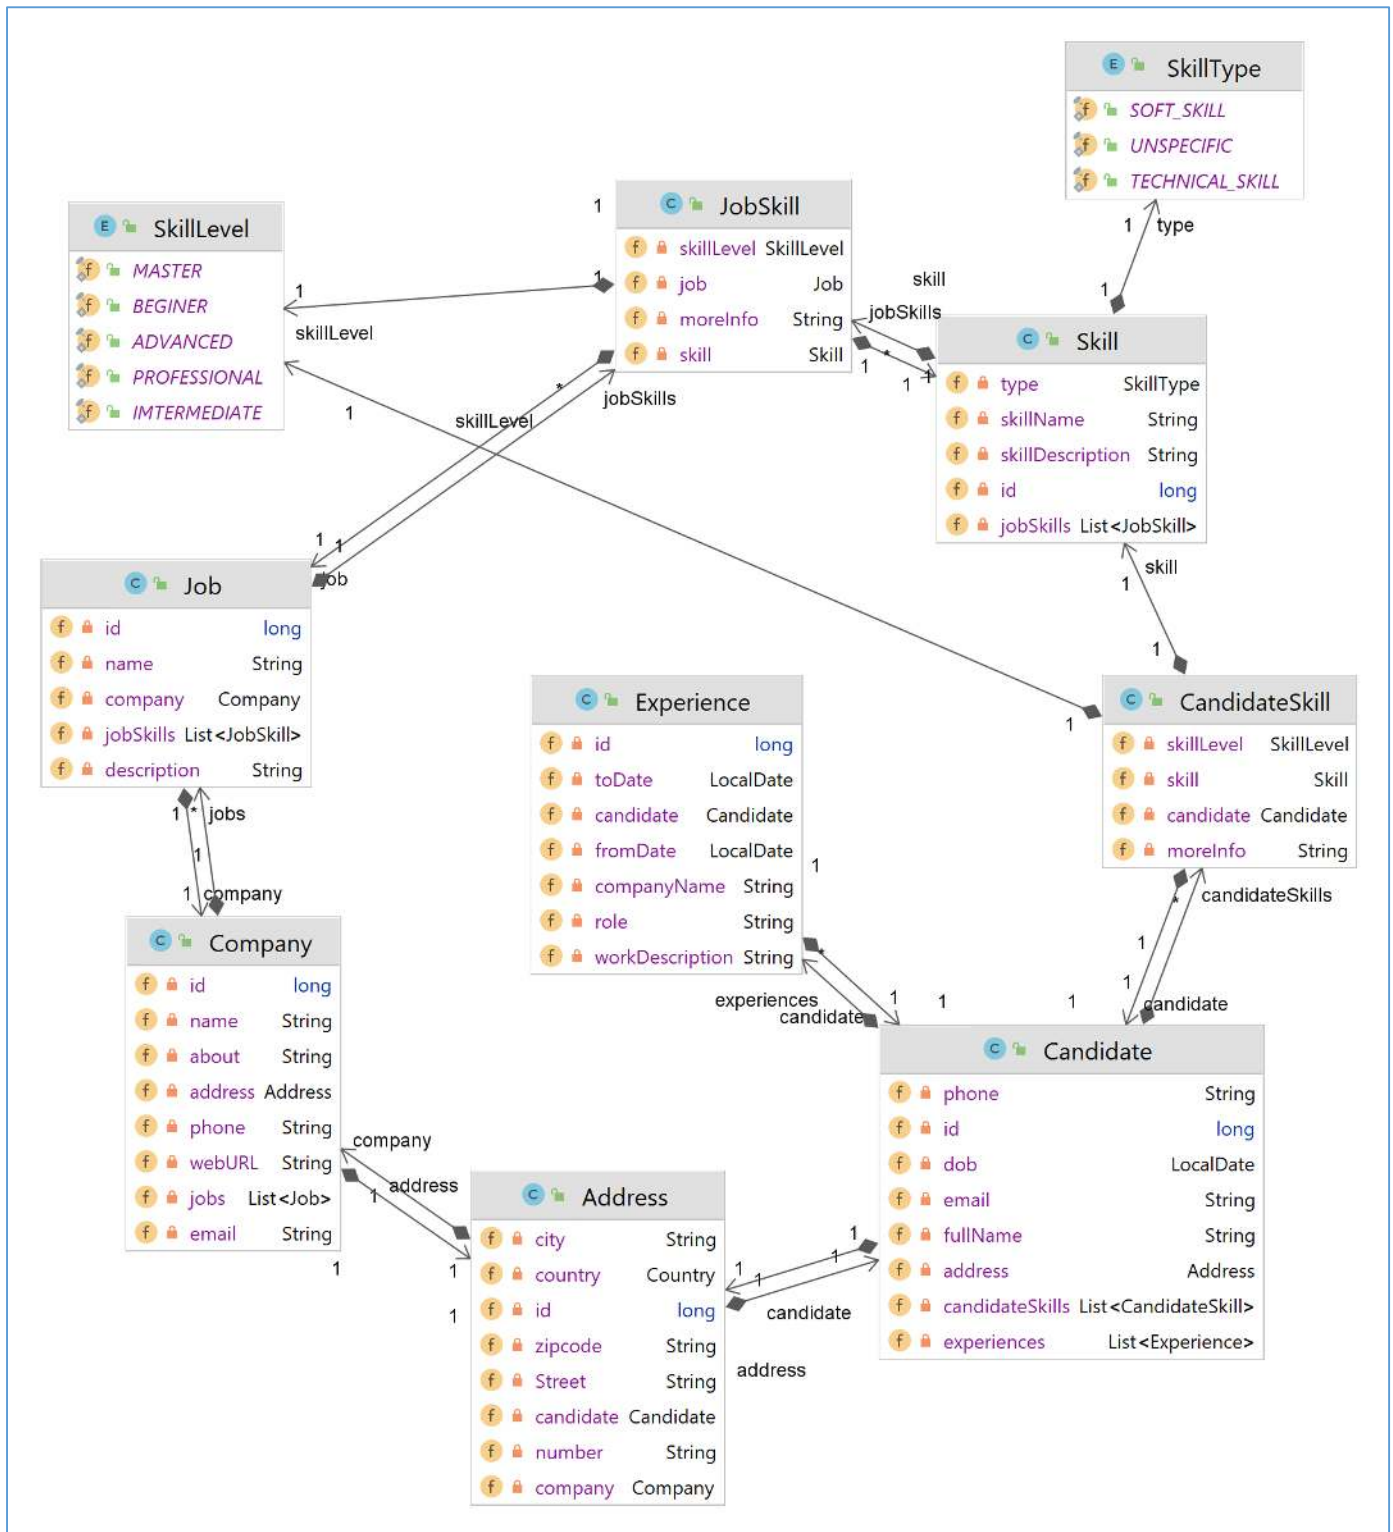 SkillType
SOFT_SKILL
UNSPECIFIC
TECHNICAL_SKILL
1 type
1
SkillLevel
MASTER
BEGINER
ADVANCED
PROFESSIONAL
IMTERMEDIATE
1
JobSkill
skillLevel SkillLevel
job Job
moreInfo String
skill Skill
1
1
skillLevel
skill
jobSkills
1
*
1
1
Skill
type SkillType
skillName String
skillDescription String
id long
jobSkills List<JobSkill>
1
skillLevel
*
jobSkills
1
1
job
skill
1
1
Job
id long
name String
company Company
jobSkills List<JobSkill>
description String
1
*
jobs
1
1
company
Experience
id long
toDate LocalDate
candidate Candidate
fromDate LocalDate
companyName String
role String
workDescription String
1
*
experiences
candidate
1
1
CandidateSkill
skillLevel SkillLevel
skill Skill
candidate Candidate
moreInfo String
1
*
candidateSkills
1
1
1
candidate
Company
id long
name String
about String
address Address
phone String
webURL String
jobs List<Job>
email String
company
address
1
1
1
1
Address
city String
country Country
id long
zipcode String
Street String
candidate Candidate
number String
company Company
1
1
1
1
candidate
address
Candidate
phone String
id long
dob LocalDate
email String
fullName String
address Address
candidateSkills List<CandidateSkill>
experiences List<Experience>